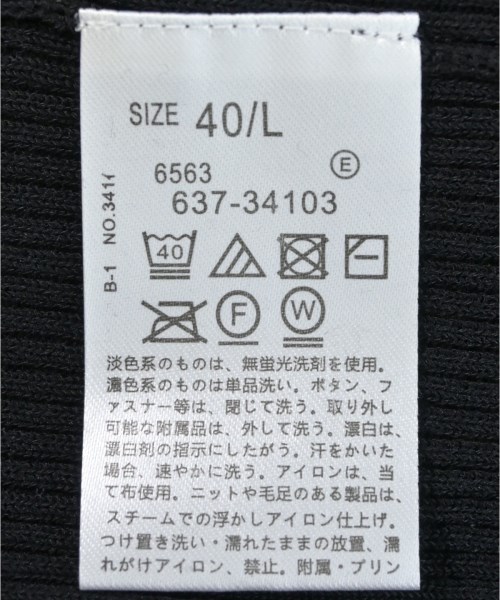 SIZE 40/L
6563 E
637-34103
B-1 NO.341
40
F W
淡色系のものは、無蛍光洗剤を使用。
濃色系のものは単品洗い。ボタン、フ
ァスナー等は、閉じて洗う。取り外し
可能な附属品は、外して洗う。漂白は、
漂白剤の指示にしたがう。汗をかいた
場合、速やかに洗う。アイロンは、当
て布使用。ニットや毛足のある製品は、
スチームでの浮かしアイロン仕上げ。
つけ置き洗い・濡れたままの放置、濡
れがけアイロン、禁止。附属・プリン